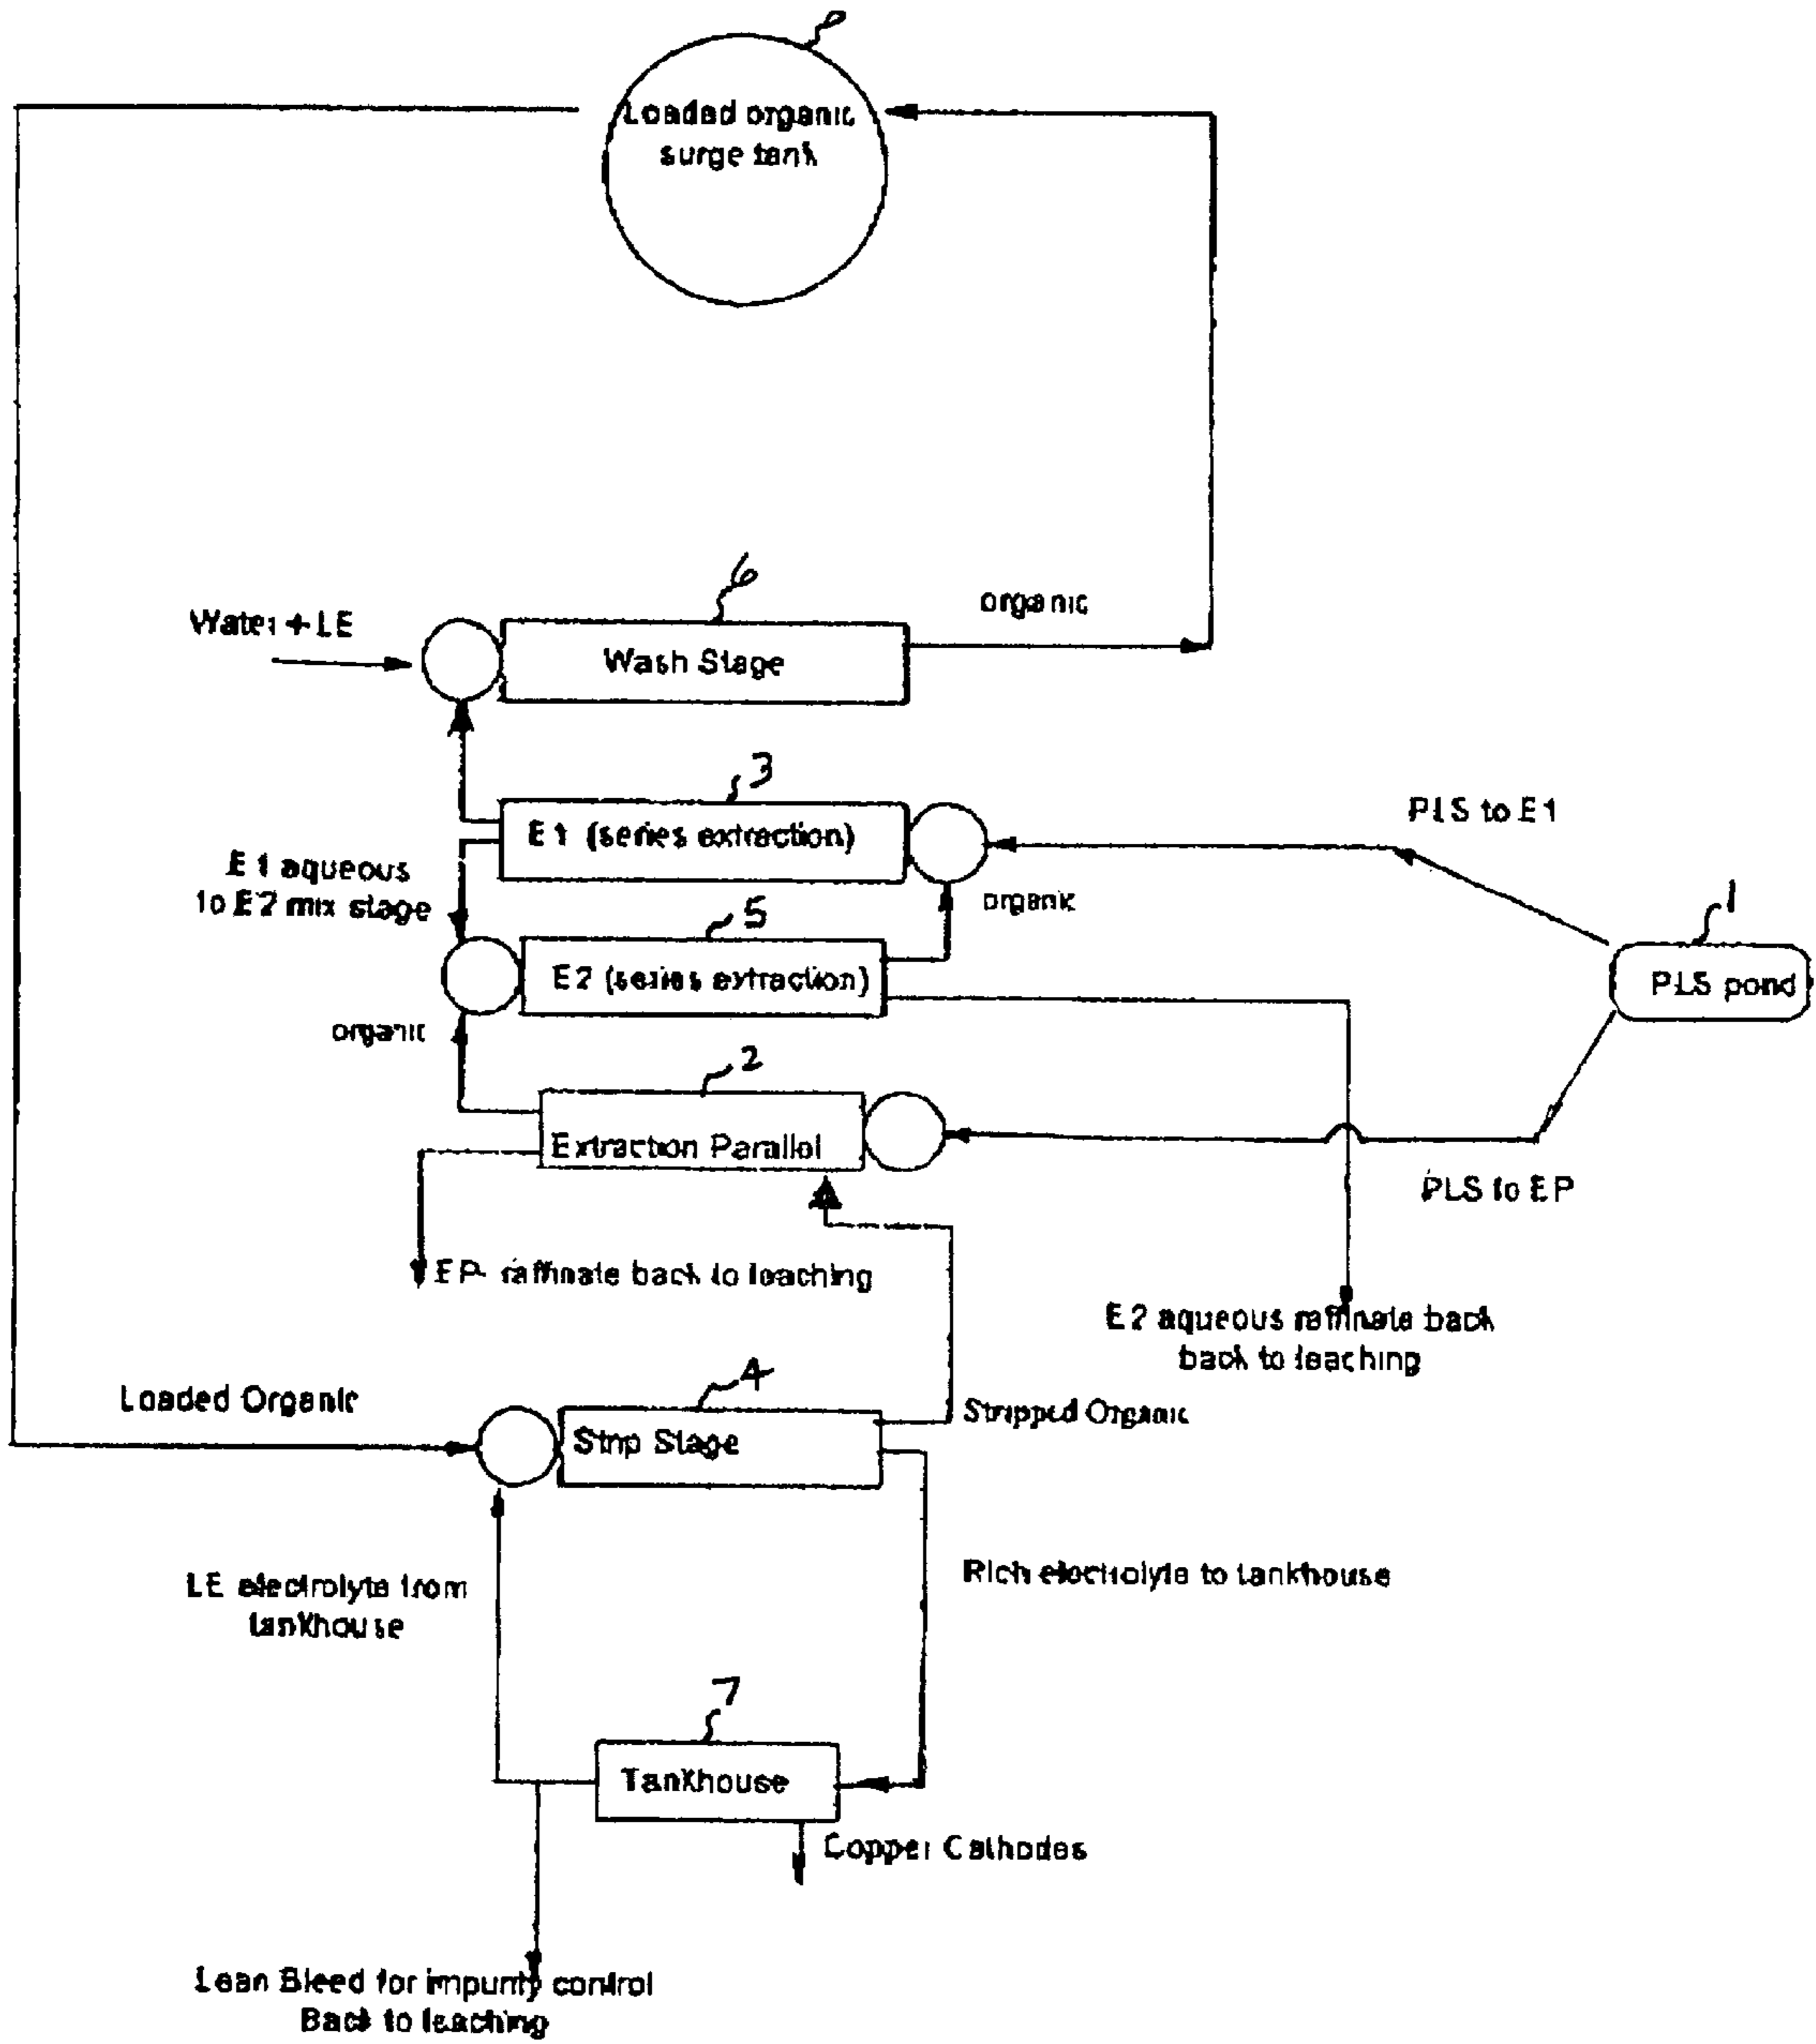 Loaded organic
surge tank
6
organic
Water + LE
Wash Stage
3
PLS to E1
E1 (series extraction)
E1 aqueous
to E2 mix stage
organic
1
5
E2 (series extraction)
PLS pond
organic
2
Extraction Parallel
PLS to EP
EP raffinate back to leaching
E2 aqueous raffinate back
back to leaching
4
Loaded Organic
Stripped Organic
Strip Stage
Rich electrolyte to tankhouse
LE electrolyte from
tankhouse
7
Tankhouse
Copper Cathodes
Lean Bleed for impurity control
Back to leaching